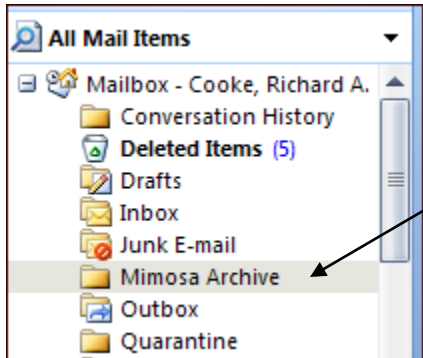 All Mail Items
Mailbox - Cooke, Richard A.
Conversation History
Deleted Items (5)
Drafts
Inbox
Junk E-mail
Mimosa Archive
Outbox
Quarantine